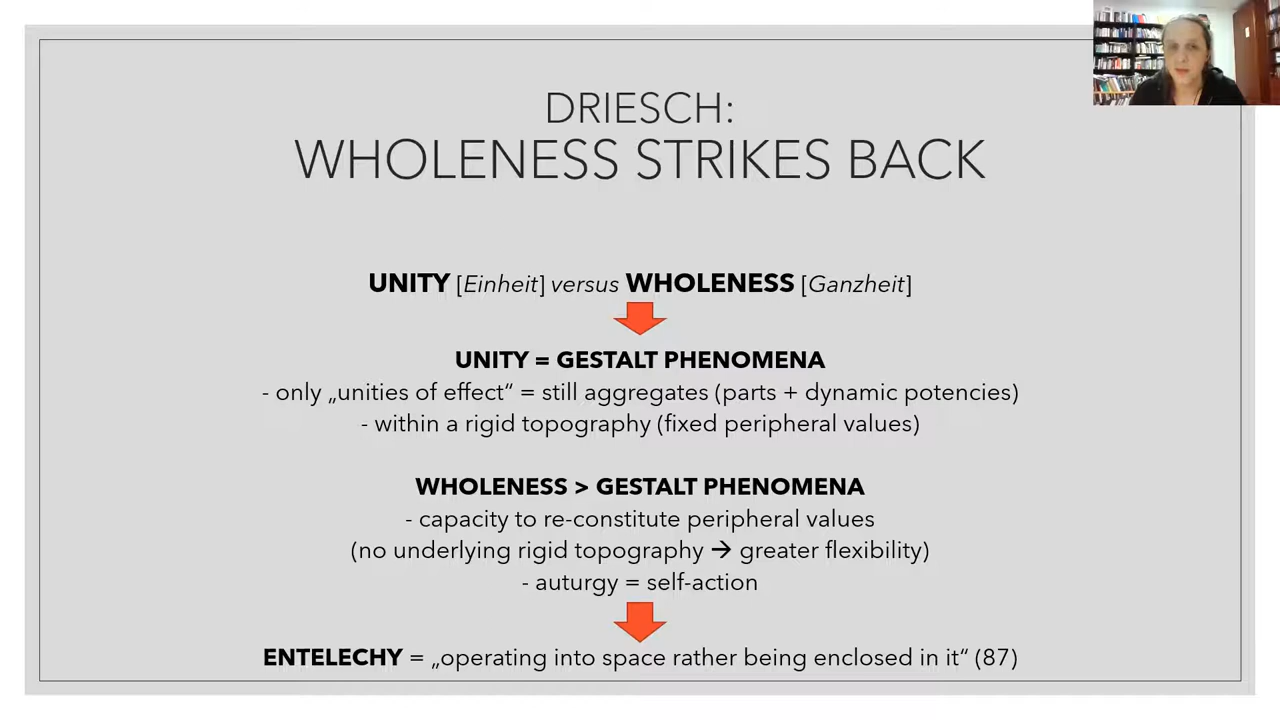 DRIESCH:
WHOLENESS STRIKES BACK
UNITY [Einheit] versus WHOLENESS [Ganzheit]
UNITY = GESTALT PHENOMENA
- only „unities of effect“ = still aggregates (parts + dynamic potencies)
- within a rigid topography (fixed peripheral values)
WHOLENESS > GESTALT PHENOMENA
- capacity to re-constitute peripheral values
(no underlying rigid topography → greater flexibility)
- auturgy = self-action
ENTELECHY = „operating into space rather being enclosed in it“ (87)